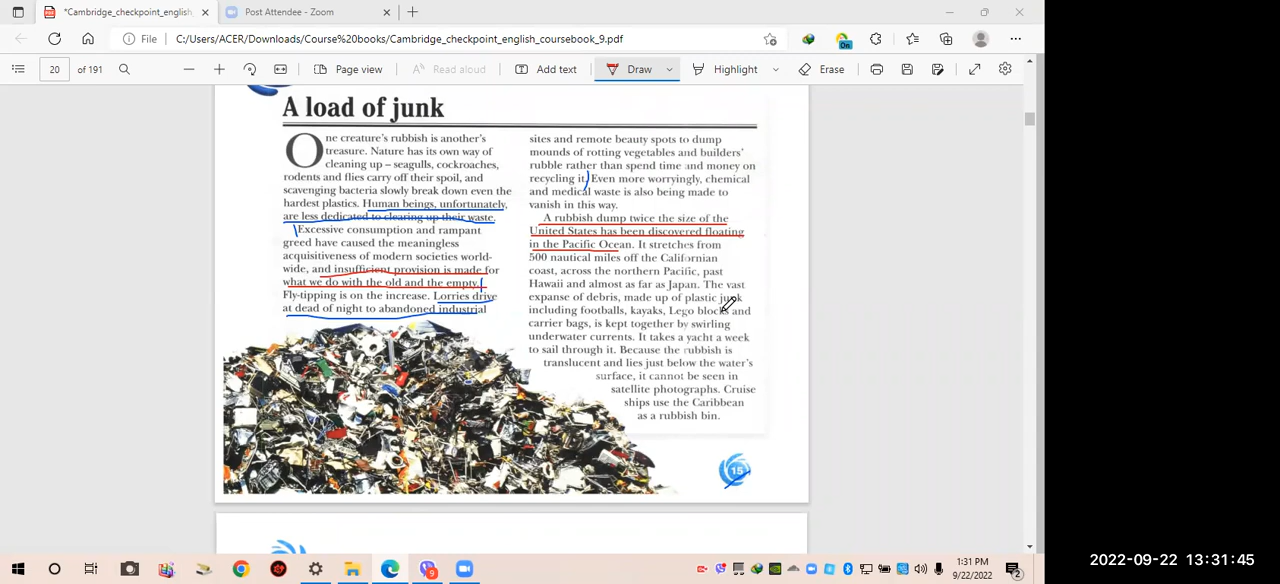 *Cambridge_checkpoint_english
Post Attendee - Zoom
File
C:/Users/ACER/Downloads/Course%20books/Cambridge_checkpoint_english_coursebook_9.pdf
On
20
of 191
Page view
Read aloud
Add text
Draw
Highlight
Erase
A load of junk
One creature's rubbish is another's
treasure. Nature has its own way of
cleaning up – seagulls, cockroaches,
rodents and flies carry off their spoil, and
scavenging bacteria slowly break down even the
hardest plastics. Human beings, unfortunately,
are less dedicated to clearing up their waste.
Excessive consumption and rampant
greed have caused the meaningless
acquisitiveness of modern societies world-
wide, and insufficient provision is made for
what we do with the old and the empty.
Fly-tipping is on the increase. Lorries drive
at dead of night to abandoned industrial
sites and remote beauty spots to dump
mounds of rotting vegetables and builders'
rubble rather than spend time and money on
recycling it. Even more worryingly, chemical
and medical waste is also being made to
vanish in this way.
A rubbish dump twice the size of the
United States has been discovered floating
in the Pacific Ocean. It stretches from
500 nautical miles off the Californian
coast, across the northern Pacific, past
Hawaii and almost as far as Japan. The vast
expanse of debris, made up of plastic junk
including footballs, kayaks, Lego blocks and
carrier bags, is kept together by swirling
underwater currents. It takes a yacht a week
to sail through it. Because the rubbish is
translucent and lies just below the water's
surface, it cannot be seen in
satellite photographs. Cruise
ships use the Caribbean
as a rubbish bin.
15
1:31 PM
9/22/2022
9
2
2022-09-22 13:31:45